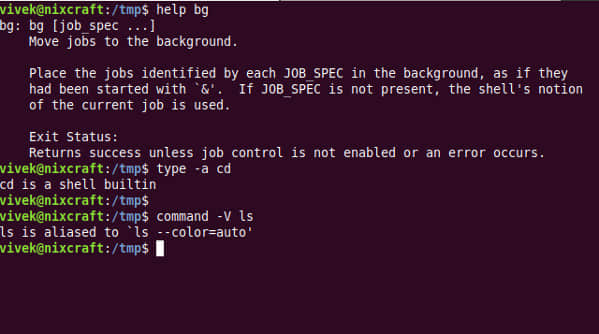 vivek@nixcraft:/tmp$ help bg
bg: bg [job_spec ...]
    Move jobs to the background.

    Place the jobs identified by each JOB_SPEC in the background, as if they
    had been started with `&'.  If JOB_SPEC is not present, the shell's notion
    of the current job is used.

    Exit Status:
    Returns success unless job control is not enabled or an error occurs.
vivek@nixcraft:/tmp$ type -a cd
cd is a shell builtin
vivek@nixcraft:/tmp$
vivek@nixcraft:/tmp$ command -V ls
ls is aliased to `ls --color=auto'
vivek@nixcraft:/tmp$